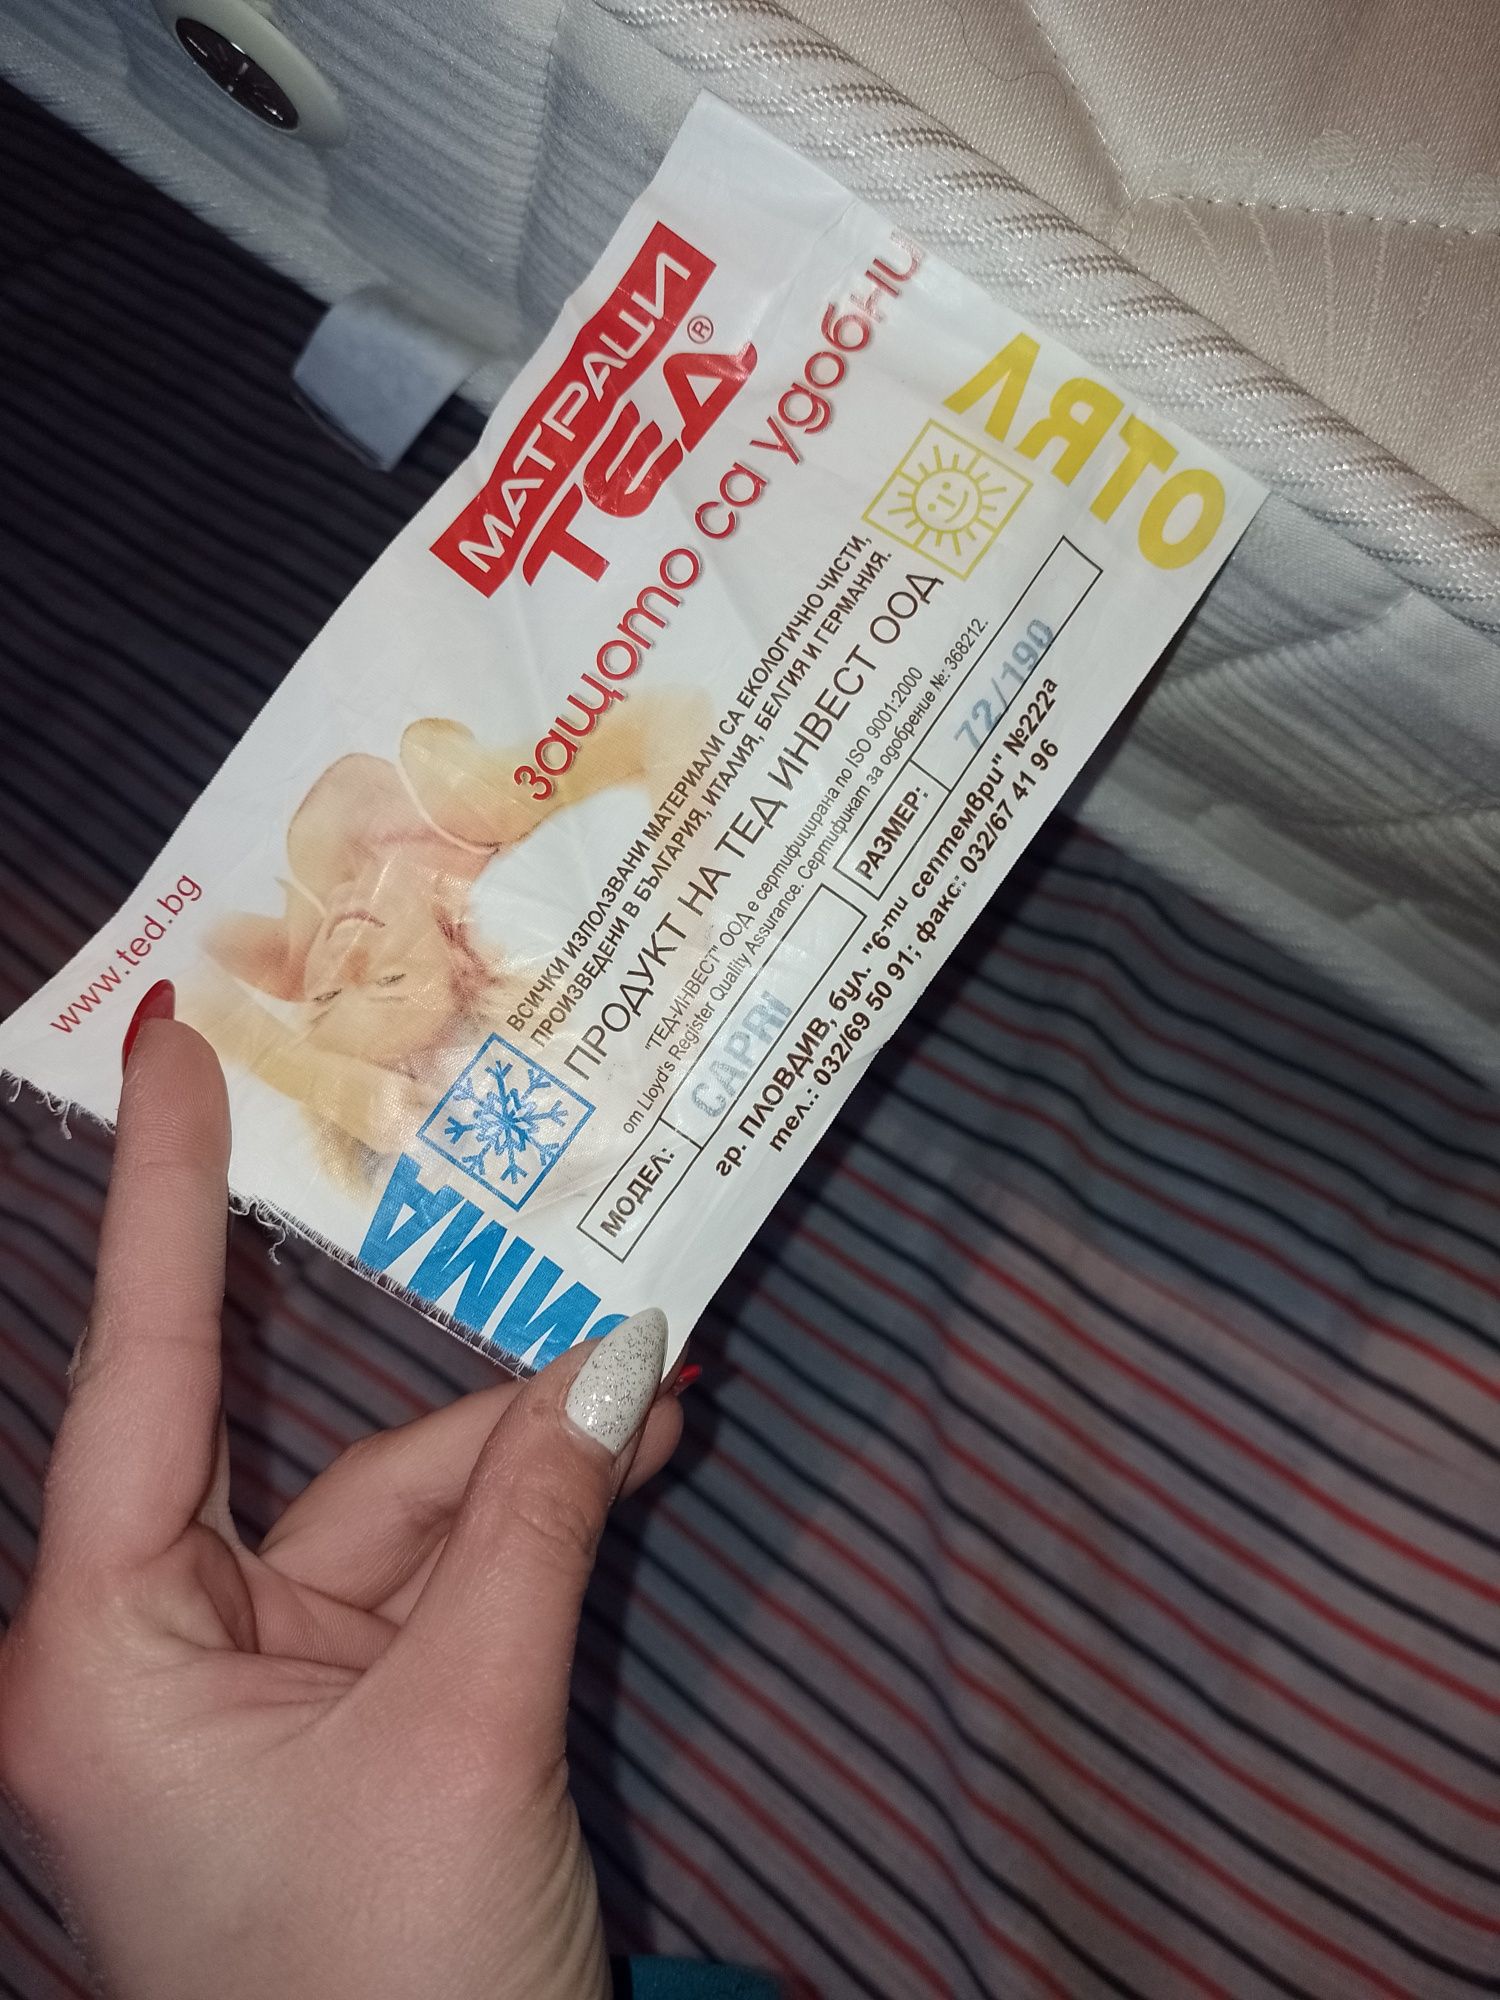 МАТРАЦИ
ТЕД®
защото са удобни
www.ted.bg
ЛЯТО
ВСИЧКИ ИЗПОЛЗВАНИ МАТЕРИАЛИ СА ЕКОЛОГИЧНО ЧИСТИ,
ПРОИЗВЕДЕНИ В БЪЛГАРИЯ, ИТАЛИЯ, БЕЛГИЯ И ГЕРМАНИЯ.
ПРОДУКТ НА ТЕД ИНВЕСТ ООД
"ТЕД-ИНВЕСТ" ООД е сертифицирана по ISO 9001:2000
от Lloyd's Register Quality Assurance. Сертификат за одобрение №: 368212.
МОДЕЛ: CAPRI РАЗМЕР: 72/190
гр. ПЛОВДИВ, бул. "6-ти септември" №222а
тел.: 032/69 50 91; факс: 032/67 41 96
ЗИМА